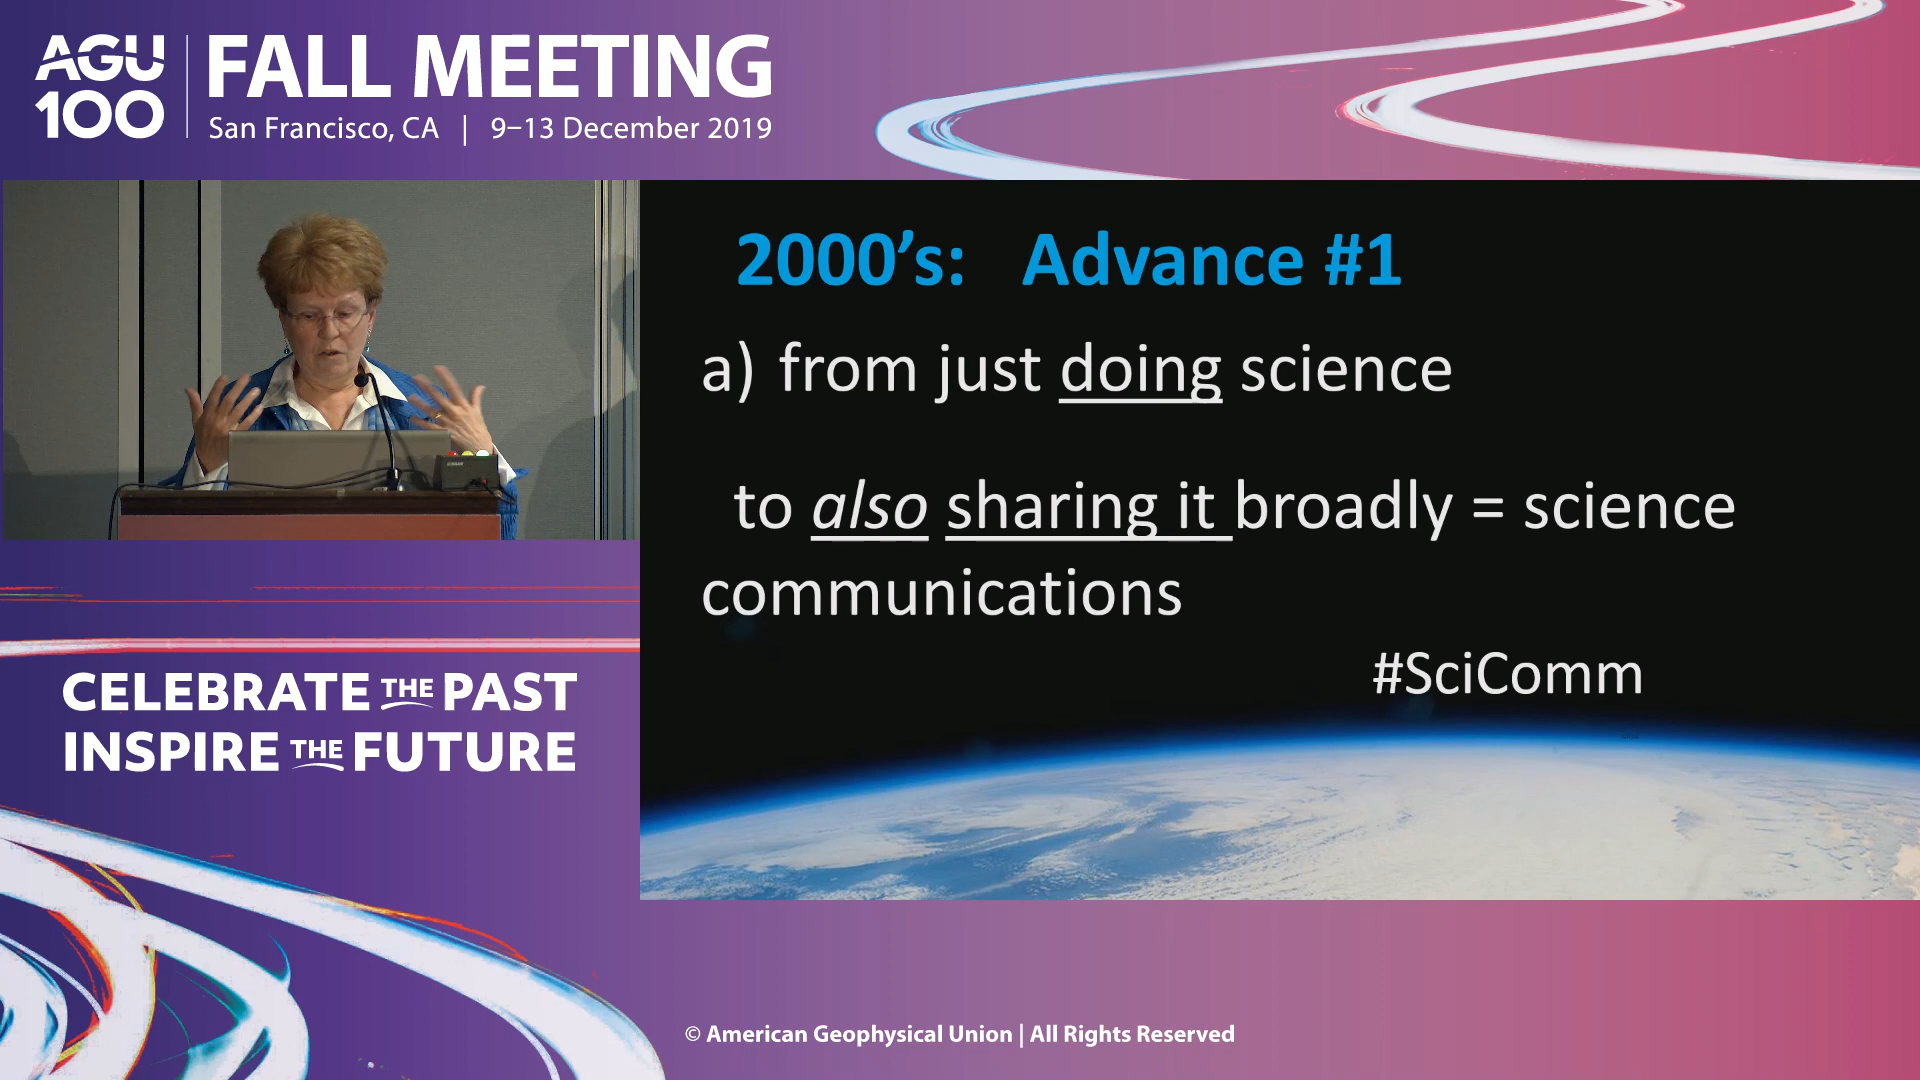 AGU
100
FALL MEETING
San Francisco, CA | 9–13 December 2019
2000's: Advance #1
a) from just doing science
to also sharing it broadly = science
communications
#SciComm
CELEBRATE THE PAST
INSPIRE THE FUTURE
© American Geophysical Union | All Rights Reserved